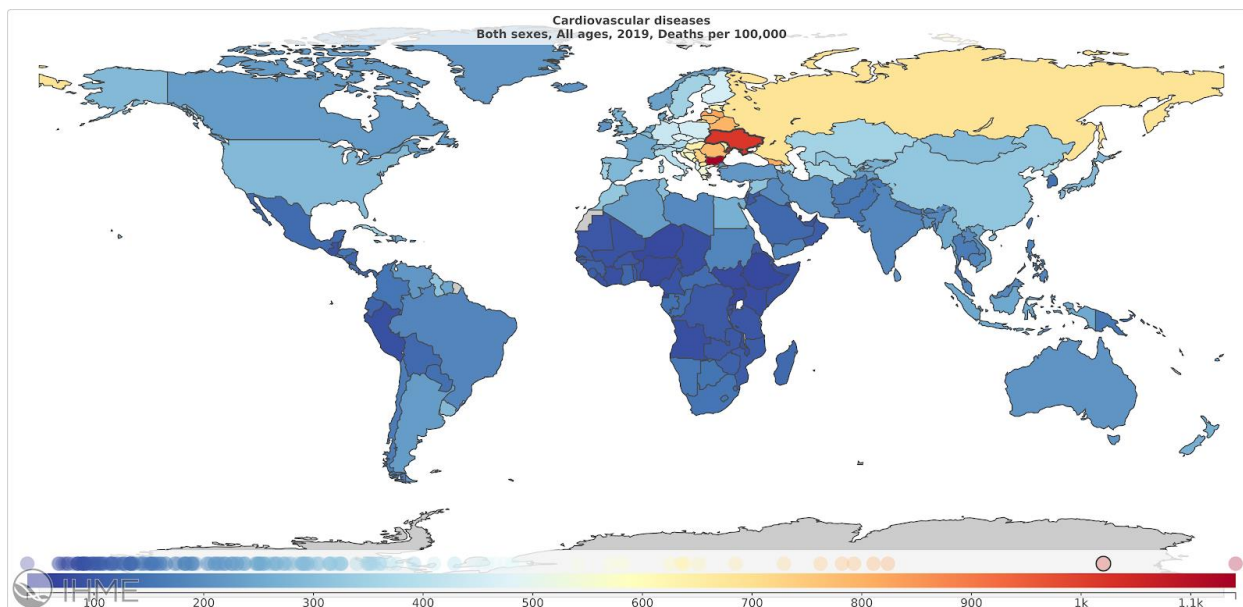 Cardiovascular diseases
Both sexes, All ages, 2019, Deaths per 100,000
IHME
100 200 300 400 500 600 700 800 900 1k 1.1k